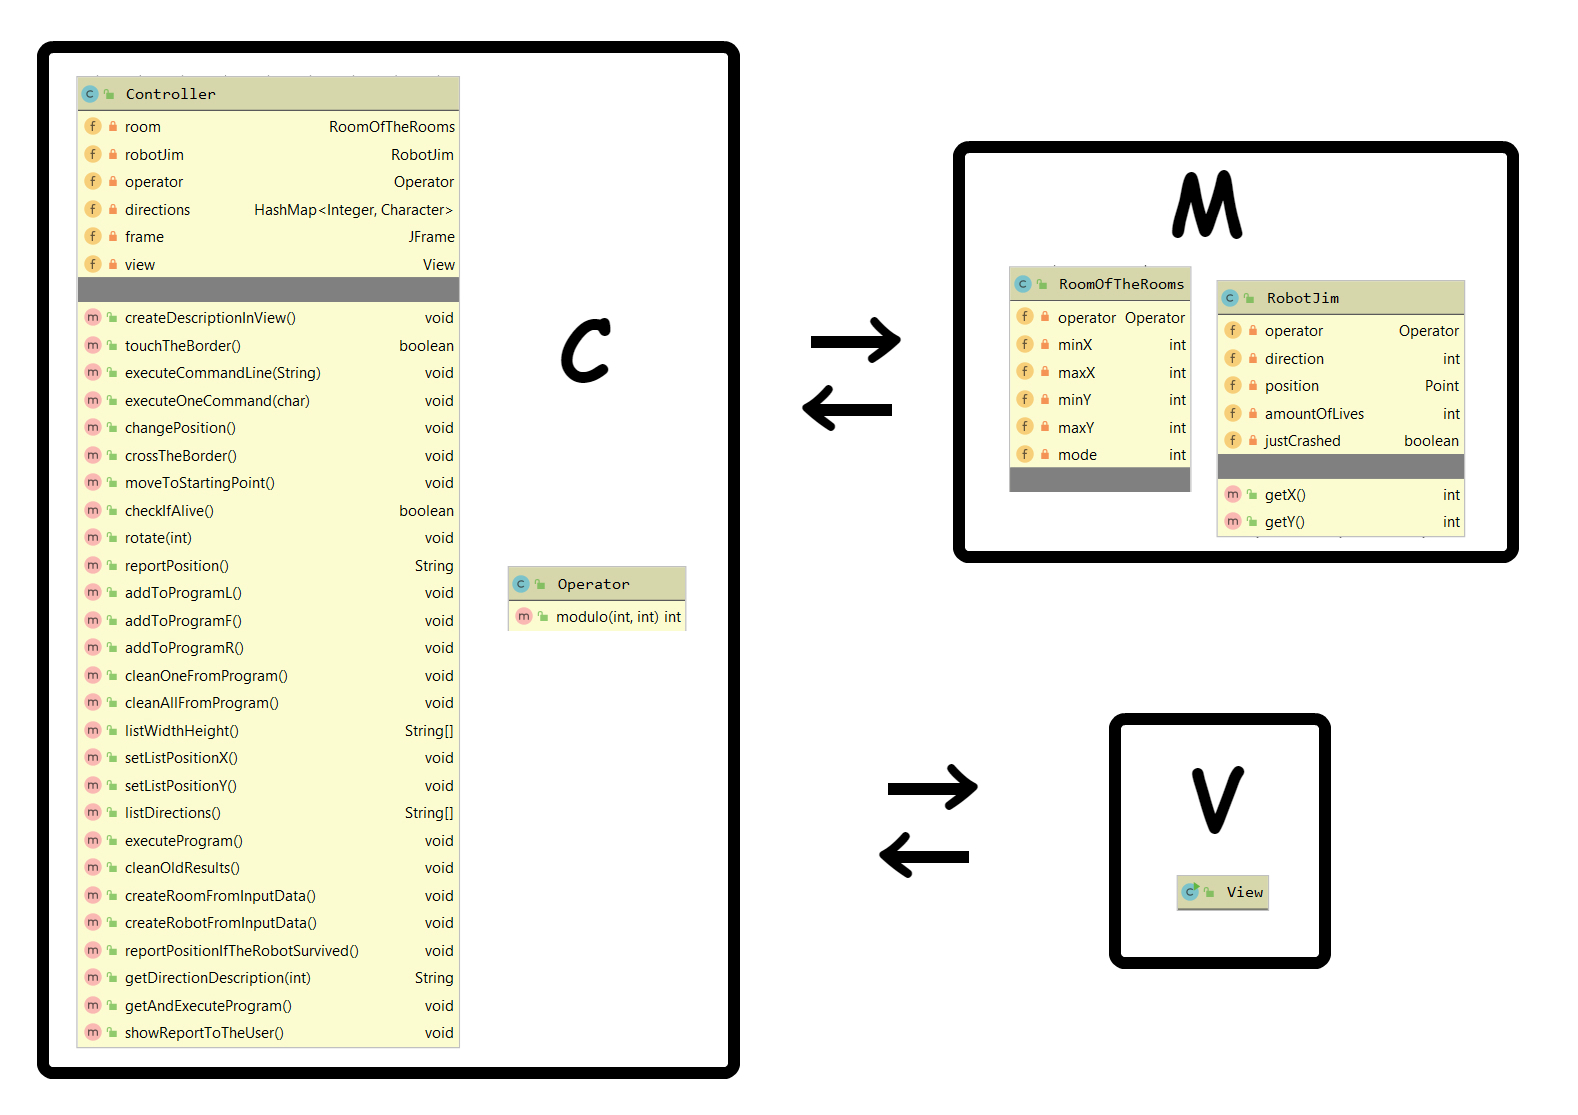 Controller
room RoomOfTheRooms
robotJim RobotJim
operator Operator
directions HashMap<Integer, Character>
frame JFrame
view View
createDescriptionInView() void
touchTheBorder() boolean
executeCommandLine(String) void
executeOneCommand(char) void
changePosition() void
crossTheBorder() void
moveToStartingPoint() void
checkIfAlive() boolean
rotate(int) void
reportPosition() String
addToProgramL() void
addToProgramF() void
addToProgramR() void
cleanOneFromProgram() void
cleanAllFromProgram() void
listWidthHeight() String[]
setListPositionX() void
setListPositionY() void
listDirections() String[]
executeProgram() void
cleanOldResults() void
createRoomFromInputData() void
createRobotFromInputData() void
reportPositionIfTheRobotSurvived() void
getDirectionDescription(int) String
getAndExecuteProgram() void
showReportToTheUser() void
C
Operator
modulo(int, int) int
M
RoomOfTheRooms
operator Operator
minX int
maxX int
minY int
maxY int
mode int
RobotJim
operator Operator
direction int
position Point
amountOfLives int
justCrashed boolean
getX() int
getY() int
V
View